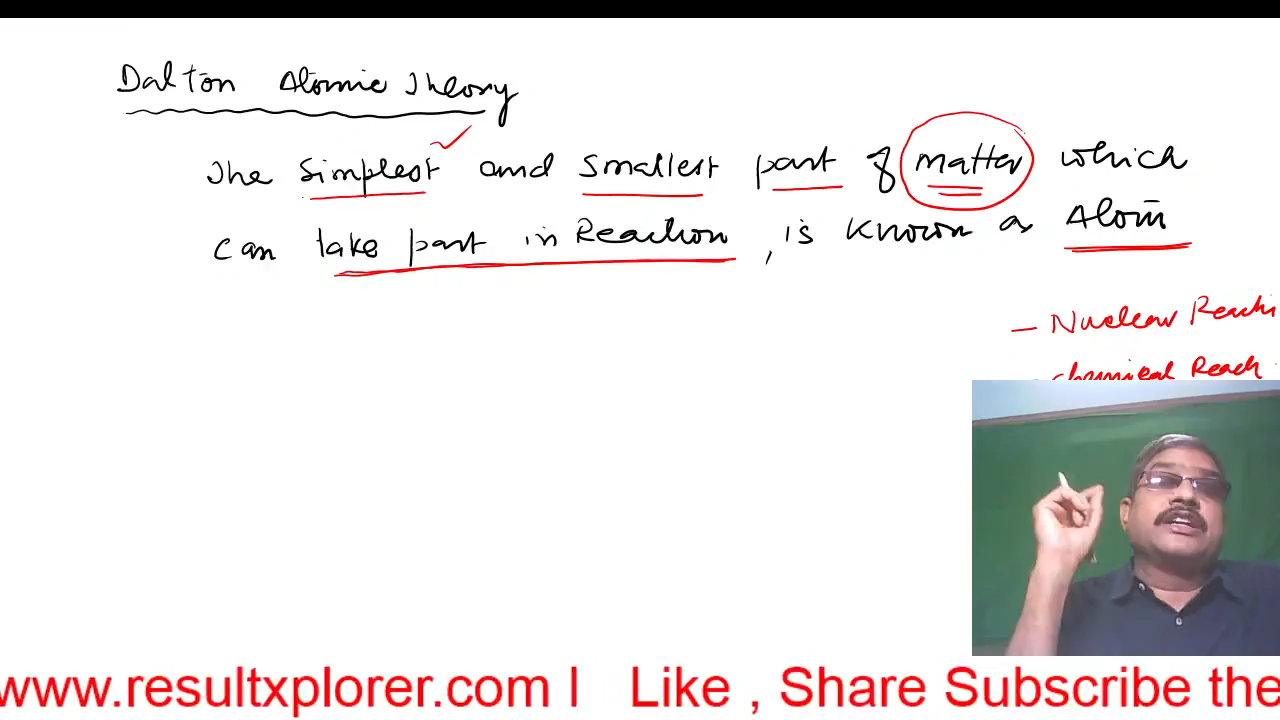 Dalton Atomic Theory
The simplest and smallest part of matter which
can take part in Reaction, is known as Atom
- Nuclear Reacti
- chemical Reacti
www.resultxplorer.com l Like , Share Subscribe the